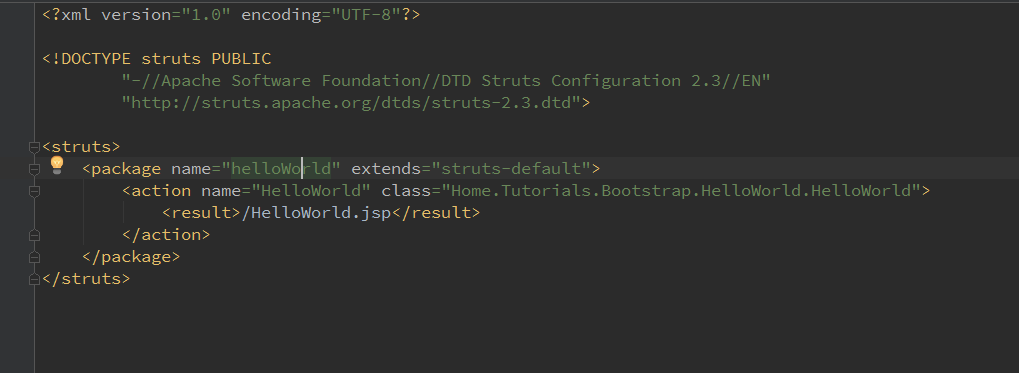 <?xml version="1.0" encoding="UTF-8"?>
<!DOCTYPE struts PUBLIC
"-//Apache Software Foundation//DTD Struts Configuration 2.3//EN"
"http://struts.apache.org/dtds/struts-2.3.dtd">
<struts>
<package name="helloWorld" extends="struts-default">
<action name="HelloWorld" class="Home.Tutorials.Bootstrap.HelloWorld.HelloWorld">
<result>/HelloWorld.jsp</result>
</action>
</package>
</struts>